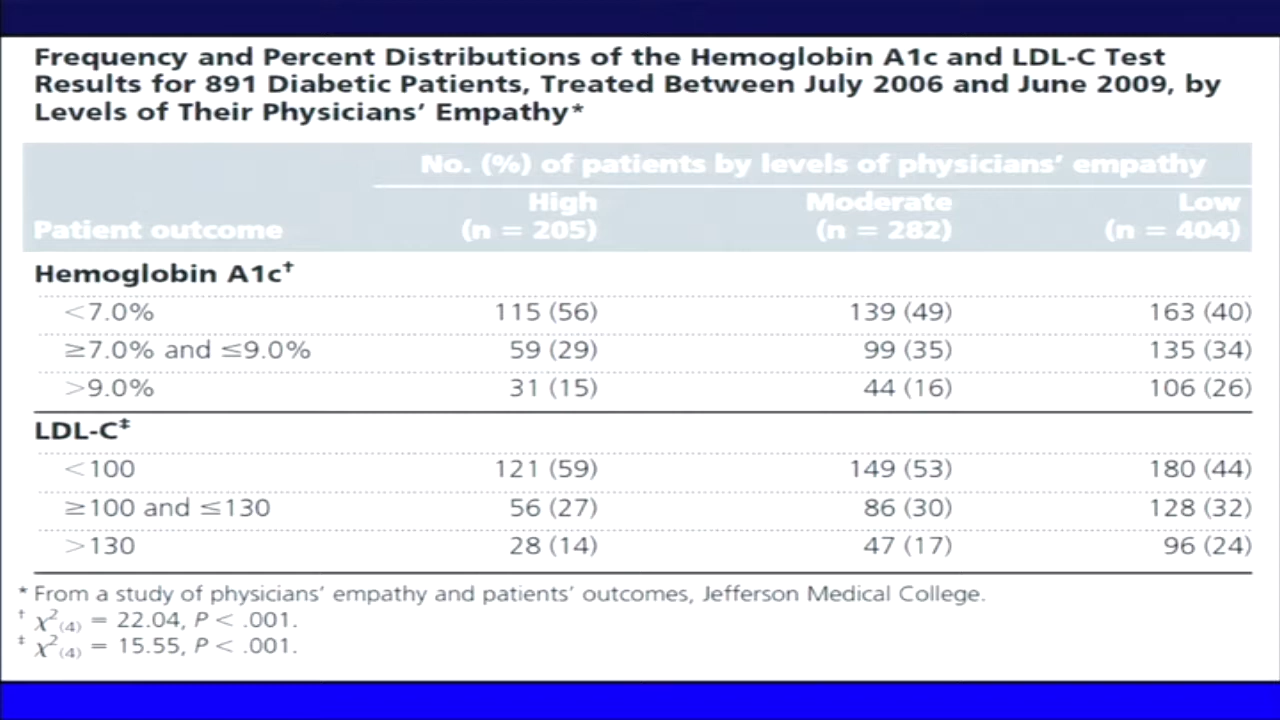 Frequency and Percent Distributions of the Hemoglobin A1c and LDL-C Test
Results for 891 Diabetic Patients, Treated Between July 2006 and June 2009, by
Levels of Their Physicians' Empathy*
No. (%) of patients by levels of physicians' empathy
High Moderate Low
Patient outcome (n = 205) (n = 282) (n = 404)
Hemoglobin A1c†
<7.0% 115 (56) 139 (49) 163 (40)
≥7.0% and ≤9.0% 59 (29) 99 (35) 135 (34)
>9.0% 31 (15) 44 (16) 106 (26)
LDL-C‡
<100 121 (59) 149 (53) 180 (44)
≥100 and ≤130 56 (27) 86 (30) 128 (32)
>130 28 (14) 47 (17) 96 (24)
* From a study of physicians' empathy and patients' outcomes, Jefferson Medical College.
† χ²(4) = 22.04, P < .001.
‡ χ²(4) = 15.55, P < .001.